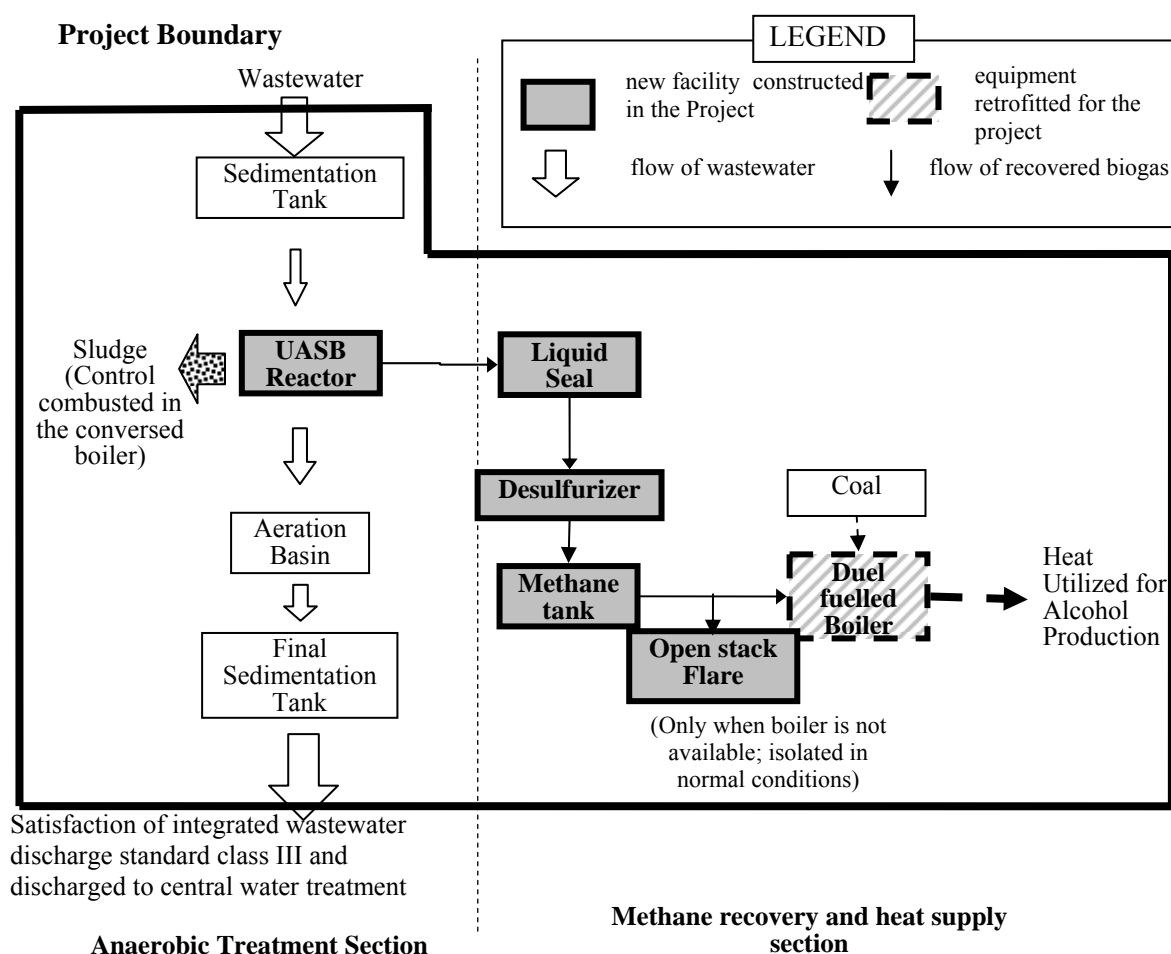 Project Boundary
LEGEND
new facility constructed
in the Project
equipment
retrofitted for the
project
flow of wastewater
flow of recovered biogas
Wastewater
Sedimentation
Tank
Sludge
(Control
combusted in
the conversed
boiler)
UASB
Reactor
Liquid
Seal
Desulfurizer
Coal
Aeration
Basin
Methane
tank
Duel
fuelled
Boiler
Heat
Utilized for
Alcohol
Production
Open stack
Flare
Final
Sedimentation
Tank
(Only when boiler is not
available; isolated in
normal conditions)
Satisfaction of integrated wastewater
discharge standard class III and
discharged to central water treatment
Anaerobic Treatment Section
Methane recovery and heat supply
section